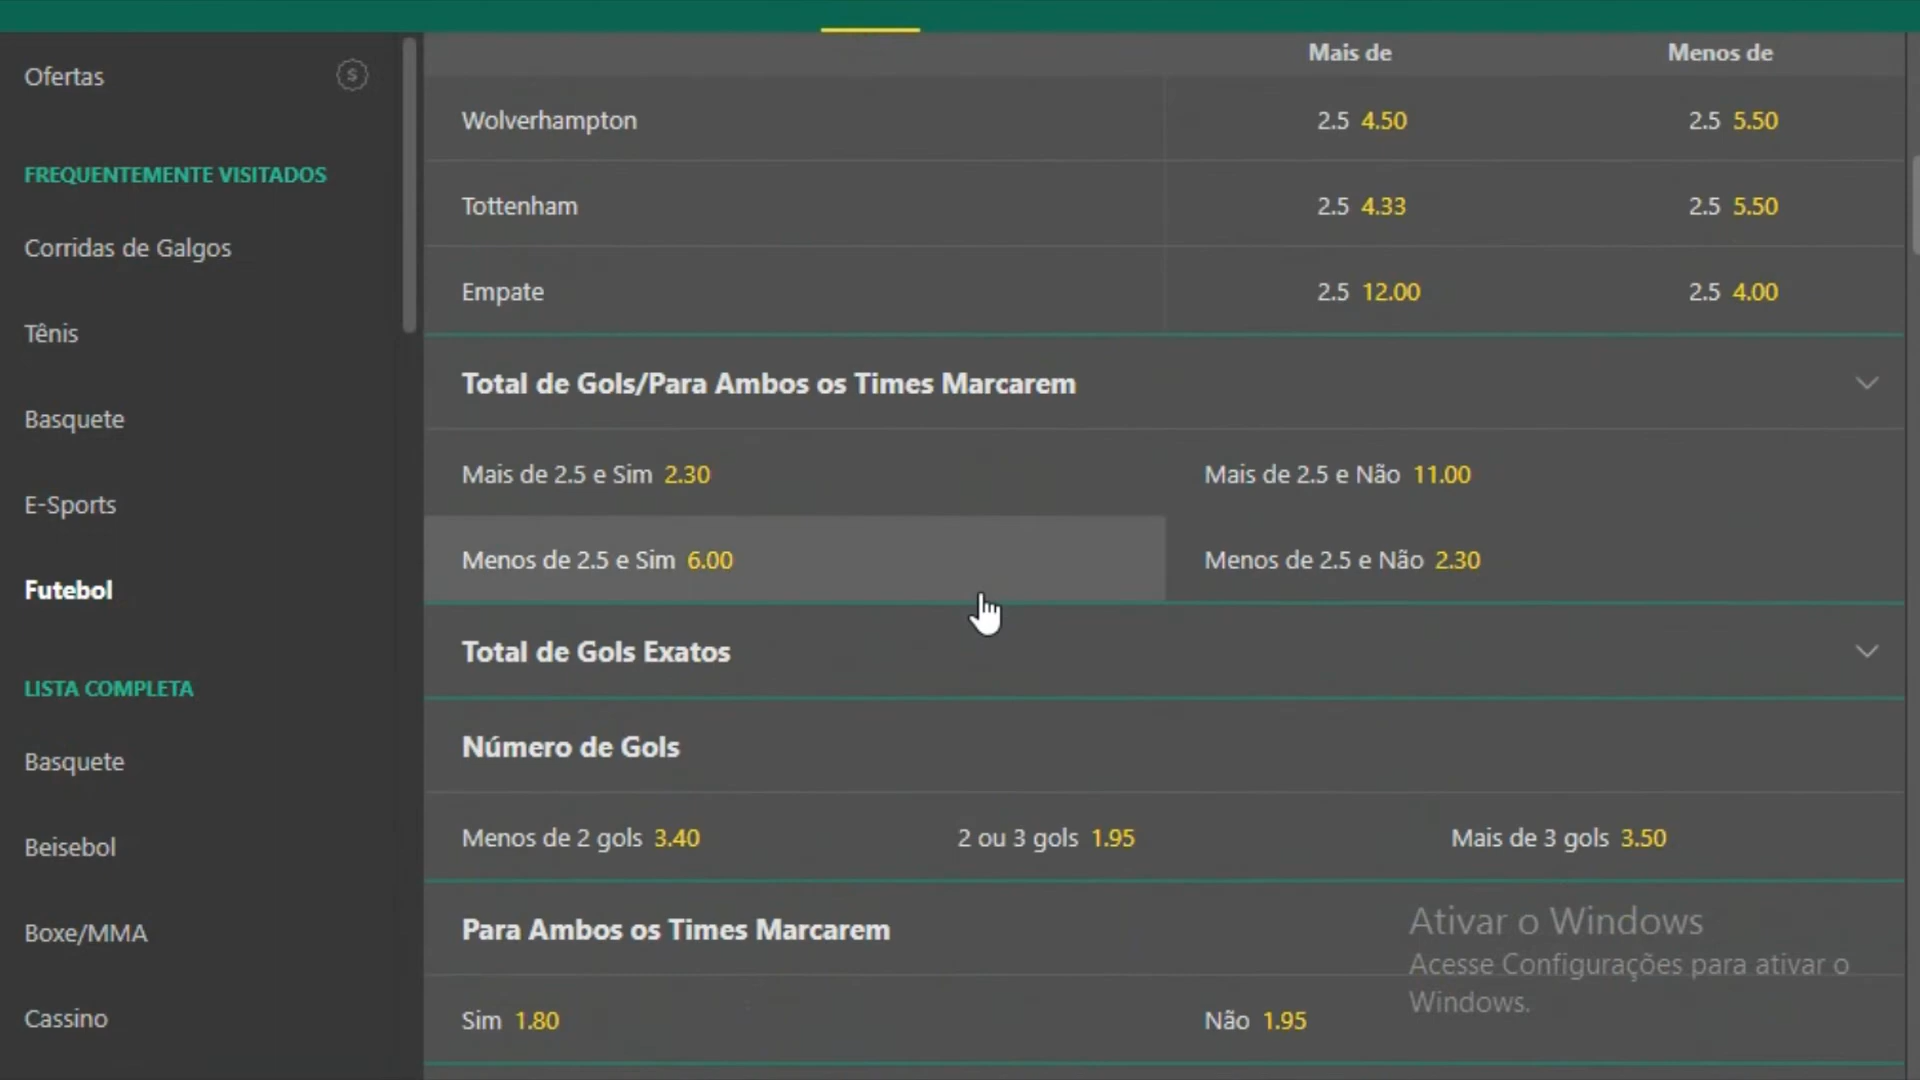 Ofertas
FREQUENTEMENTE VISITADOS
Corridas de Galgos
Tênis
Basquete
E-Sports
Futebol
LISTA COMPLETA
Basquete
Beisebol
Boxe/MMA
Cassino
Mais de Menos de
Wolverhampton 2.5 4.50 2.5 5.50
Tottenham 2.5 4.33 2.5 5.50
Empate 2.5 12.00 2.5 4.00
Total de Gols/Para Ambos os Times Marcarem
Mais de 2.5 e Sim 2.30 Mais de 2.5 e Não 11.00
Menos de 2.5 e Sim 6.00 Menos de 2.5 e Não 2.30
Total de Gols Exatos
Número de Gols
Menos de 2 gols 3.40 2 ou 3 gols 1.95 Mais de 3 gols 3.50
Para Ambos os Times Marcarem
Sim 1.80 Não 1.95
Ativar o Windows
Acesse Configurações para ativar o
Windows.